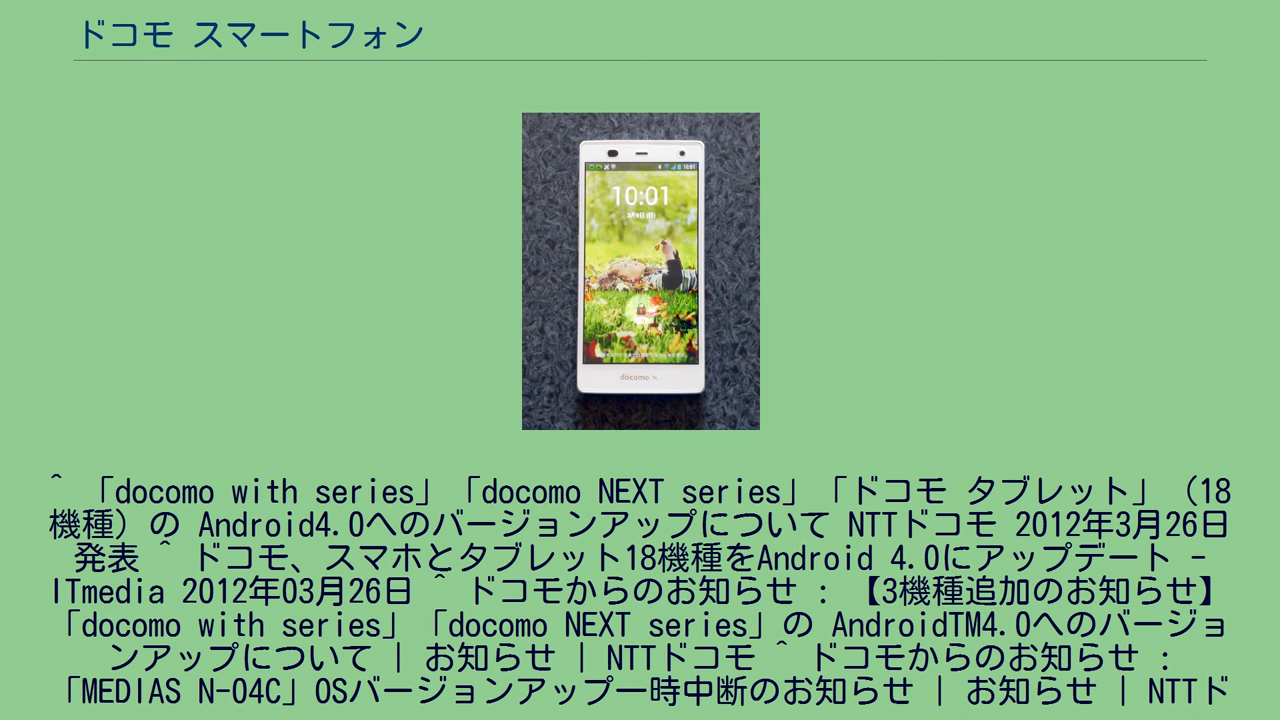 ドコモ スマートフォン
10:01
docomo
^ 「docomo with series」「docomo NEXT series」「ドコモ タブレット」（18
機種）の Android4.0へのバージョンアップについて NTTドコモ 2012年3月26日
発表 ^ ドコモ、スマホとタブレット18機種をAndroid 4.0にアップデート -
ITmedia 2012年03月26日 ^ ドコモからのお知らせ : 【3機種追加のお知らせ】
「docomo with series」「docomo NEXT series」の AndroidTM4.0へのバージョ
ンアップについて | お知らせ | NTTドコモ ^ ドコモからのお知らせ :
「MEDIAS N-04C」OSバージョンアップ一時中断のお知らせ | お知らせ | NTTド